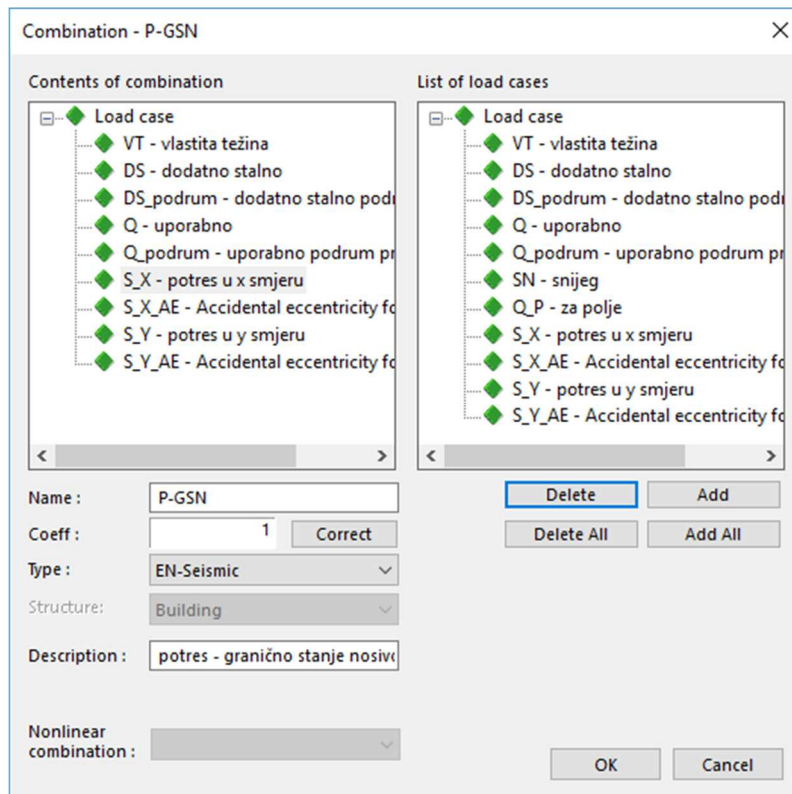 Combination - P-GSN
Contents of combination
Load case
VT - vlastita težina
DS - dodatno stalno
DS_podrum - dodatno stalno pod
Q - uporabno
Q_podrum - uporabno podrum pr
S_X - potres u x smjeru
S_X_AE - Accidental eccentricity fo
S_Y - potres u y smjeru
S_Y_AE - Accidental eccentricity fo
List of load cases
Load case
VT - vlastita težina
DS - dodatno stalno
DS_podrum - dodatno stalno pod
Q - uporabno
Q_podrum - uporabno podrum pr
SN - snijeg
Q_P - za polje
S_X - potres u x smjeru
S_X_AE - Accidental eccentricity fo
S_Y - potres u y smjeru
S_Y_AE - Accidental eccentricity fo
Name : P-GSN
Coeff : 1 Correct
Type : EN-Seismic
Structure: Building
Description : potres - granično stanje nosivo
Nonlinear
combination :
Delete Add
Delete All Add All
OK Cancel